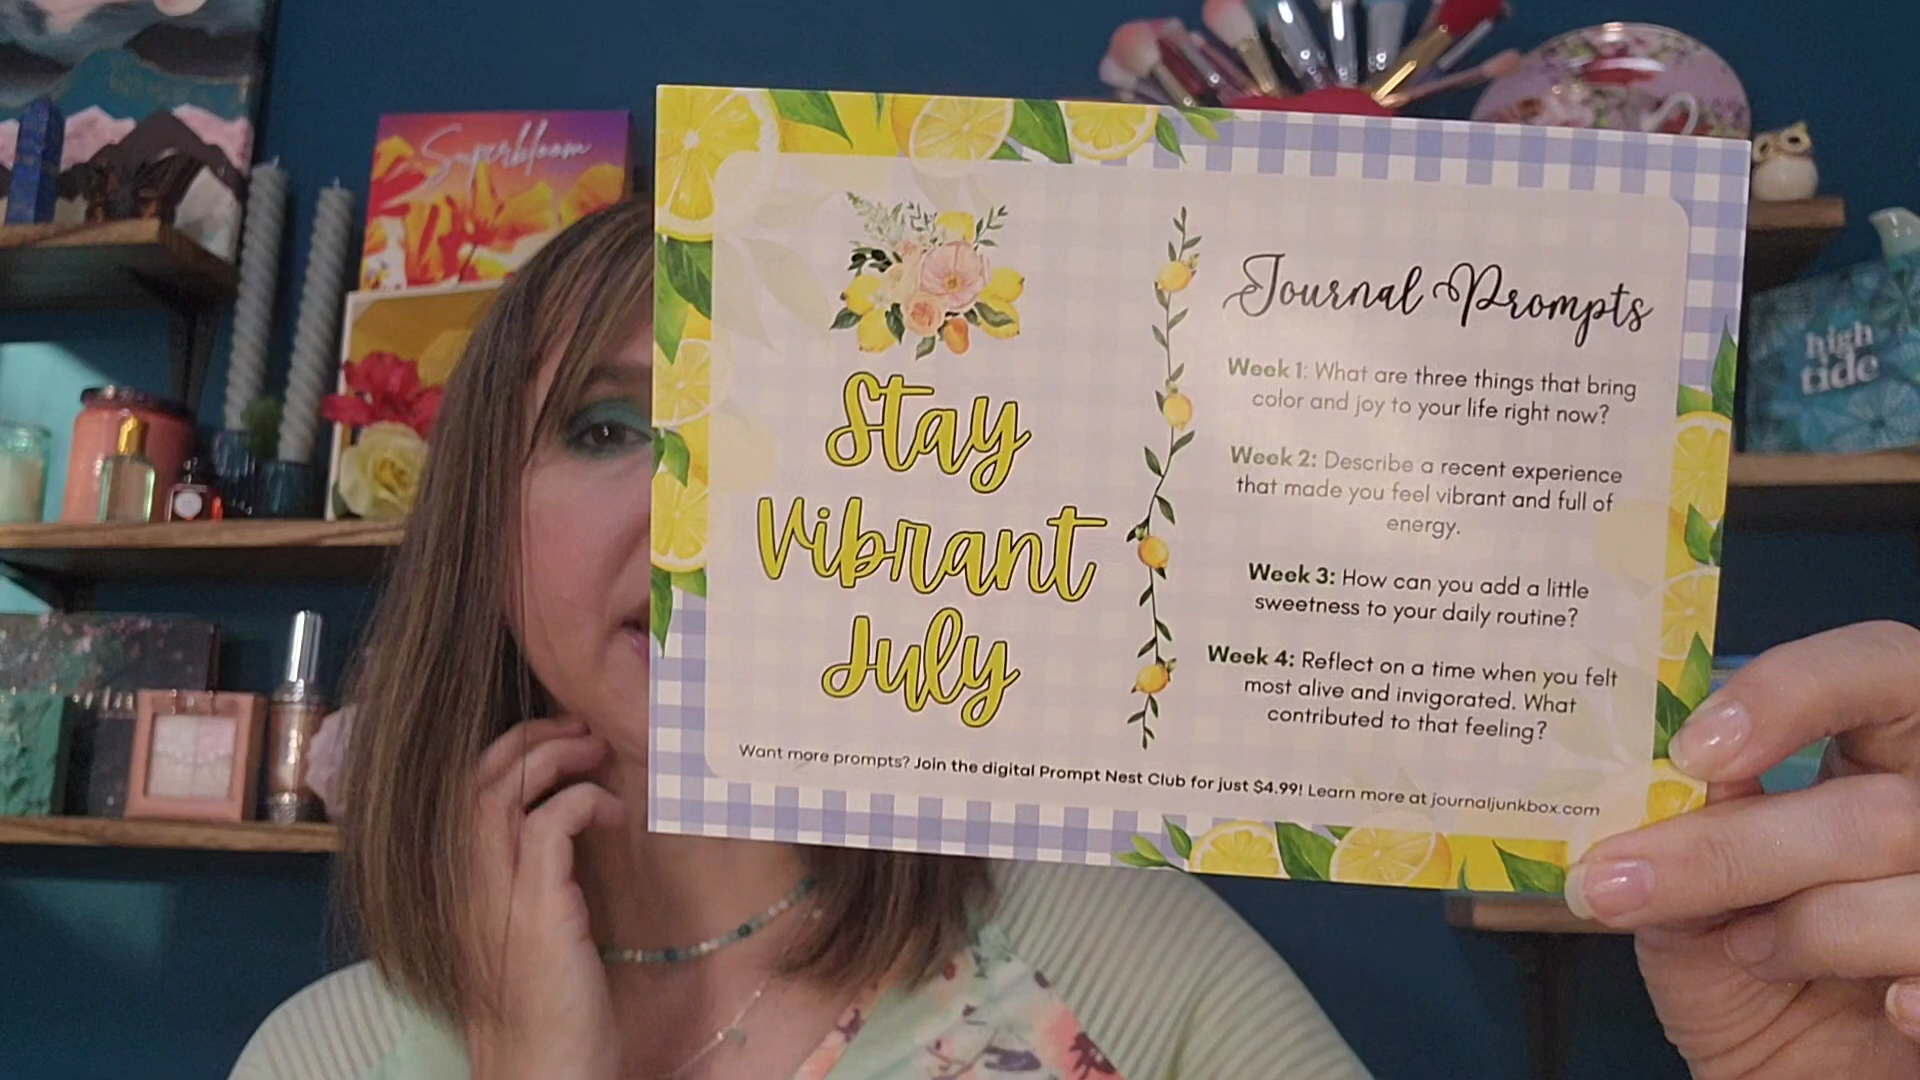 Superbloom
Stay
Vibrant
July
Journal Prompts
Week 1: What are three things that bring
color and joy to your life right now?
Week 2: Describe a recent experience
that made you feel vibrant and full of
energy.
Week 3: How can you add a little
sweetness to your daily routine?
Week 4: Reflect on a time when you felt
most alive and invigorated. What
contributed to that feeling?
Want more prompts? Join the digital Prompt Nest Club for just $4.99! Learn more at journaljunkbox.com
high
tide